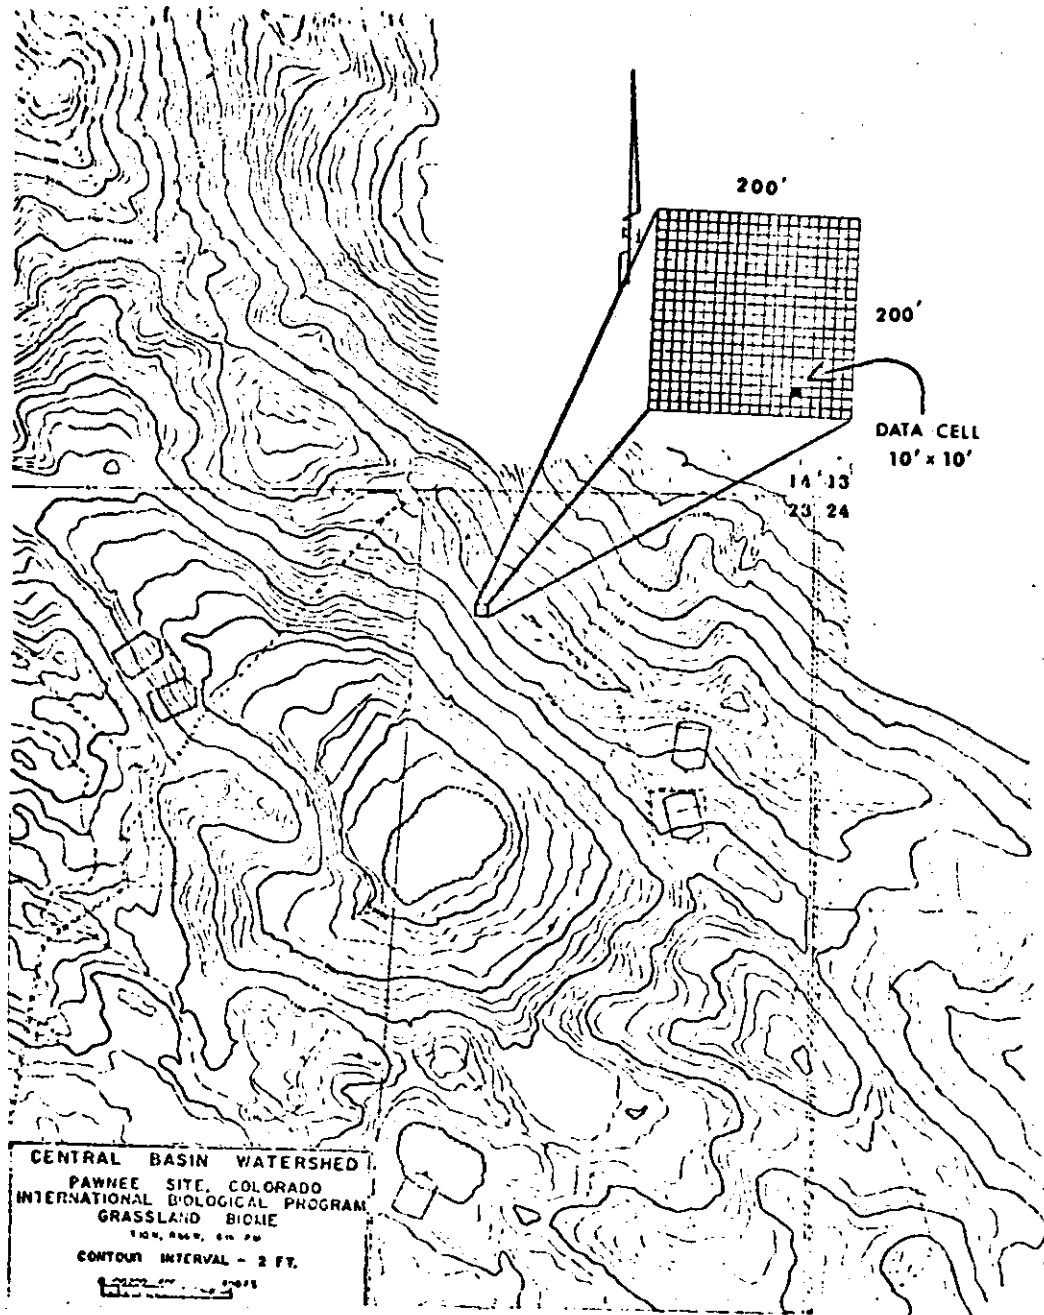 200'
200'
DATA CELL
10' x 10'
14 13
23 24
CENTRAL BASIN WATERSHED
PAWNEE SITE, COLORADO
INTERNATIONAL BIOLOGICAL PROGRAM
GRASSLAND BIOME
CONTOUR INTERVAL - 2 FT.